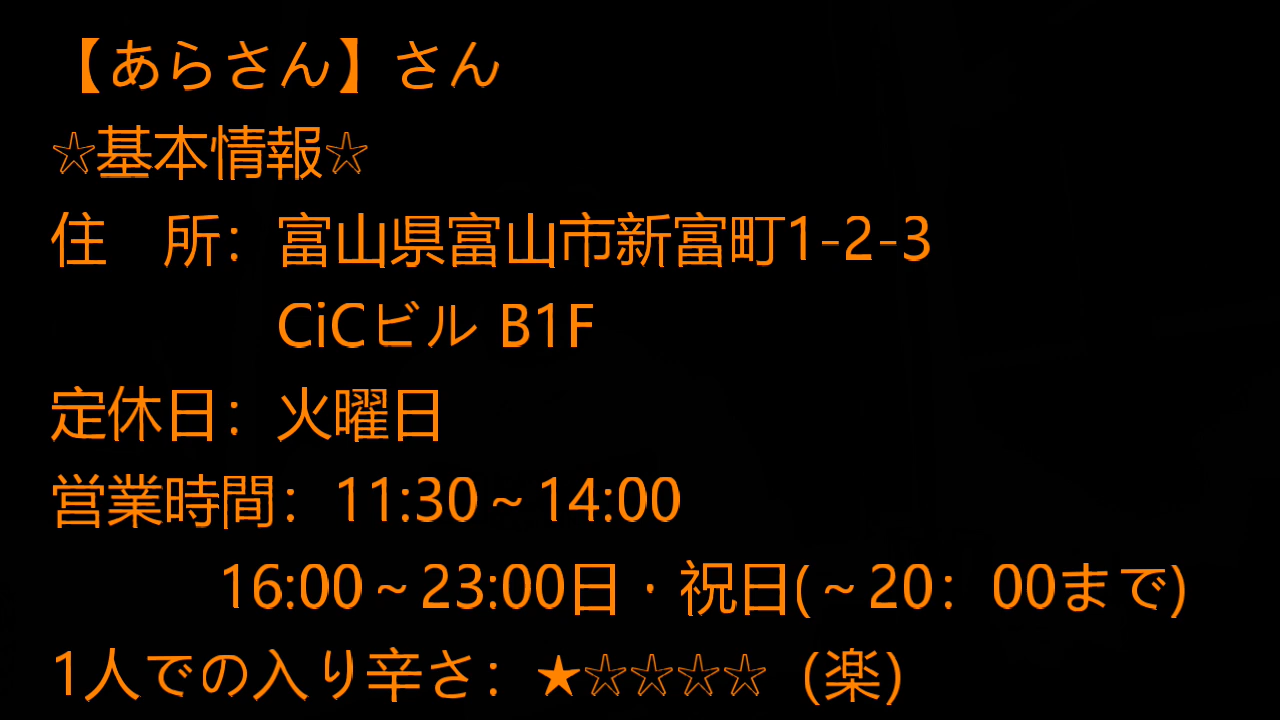 【あらさん】さん
☆基本情報☆
住　所：富山県富山市新富町1-2-3
CiCビル B1F
定休日：火曜日
営業時間：11:30～14:00
16:00～23:00日・祝日(～20：00まで)
1人での入り辛さ：★☆☆☆☆（楽）